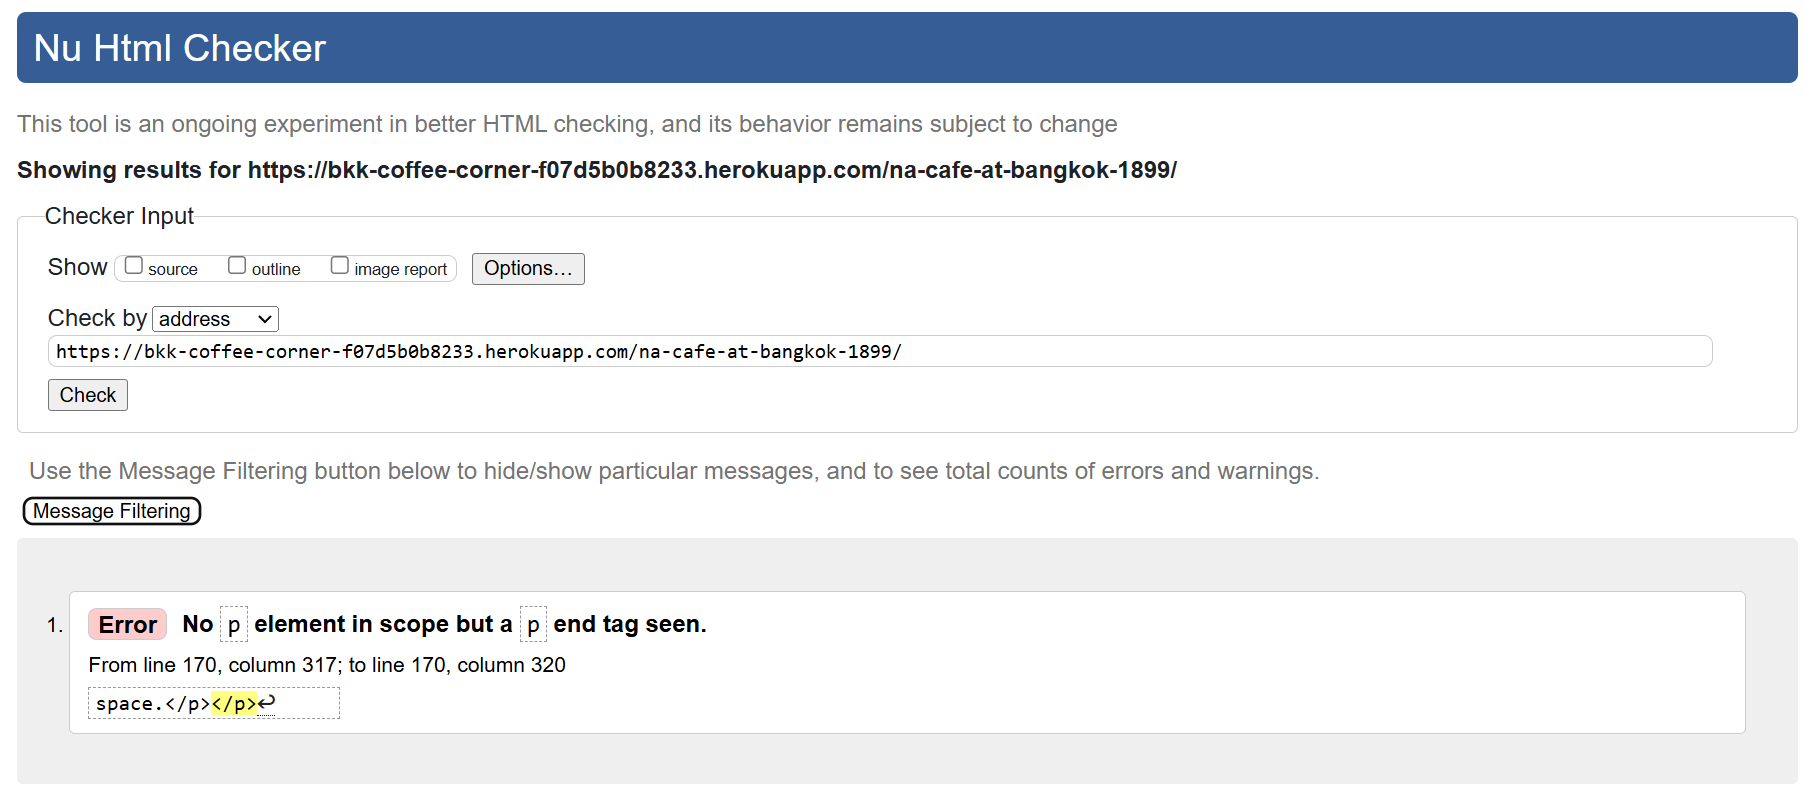 Nu Html Checker
This tool is an ongoing experiment in better HTML checking, and its behavior remains subject to change
Showing results for https://bkk-coffee-corner-f07d5b0b8233.herokuapp.com/na-cafe-at-bangkok-1899/
Checker Input
Show source outline image report Options...
Check by address
https://bkk-coffee-corner-f07d5b0b8233.herokuapp.com/na-cafe-at-bangkok-1899/
Check
Use the Message Filtering button below to hide/show particular messages, and to see total counts of errors and warnings.
Message Filtering
1. Error No p element in scope but a p end tag seen.
From line 170, column 317; to line 170, column 320
space.</p></p>↩